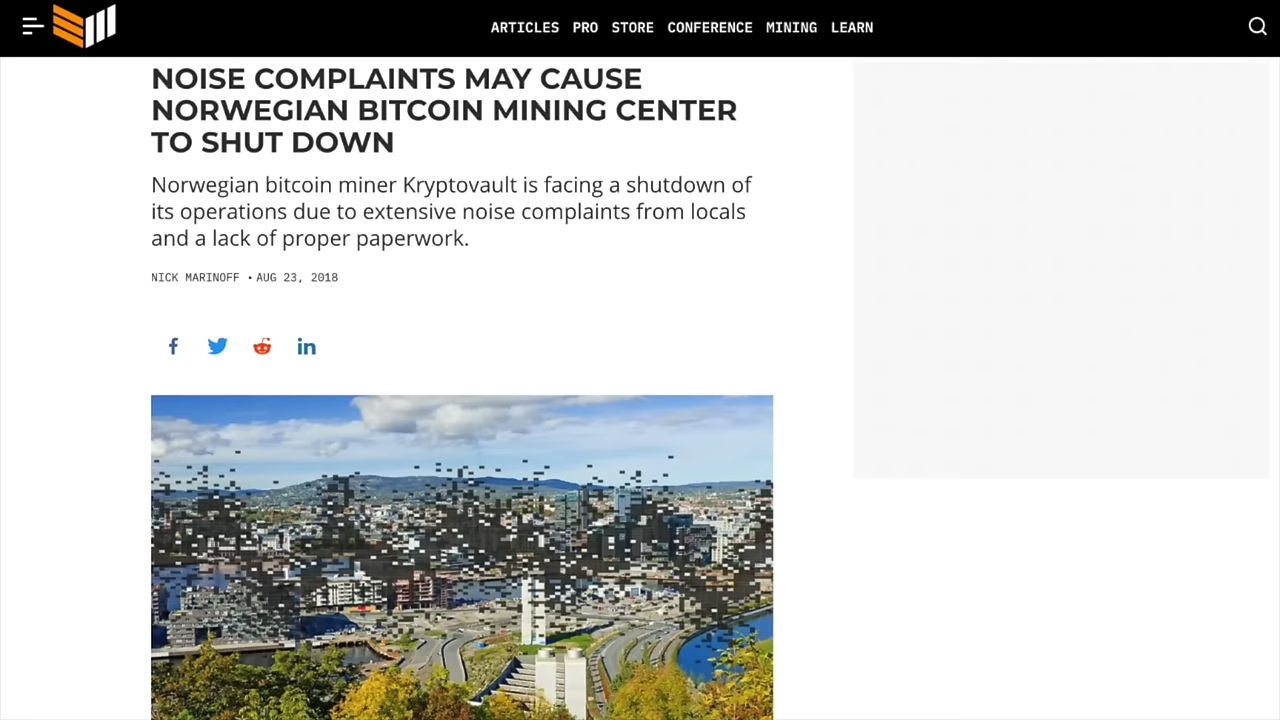 ARTICLES PRO STORE CONFERENCE MINING LEARN
NOISE COMPLAINTS MAY CAUSE
NORWEGIAN BITCOIN MINING CENTER
TO SHUT DOWN
Norwegian bitcoin miner Kryptovault is facing a shutdown of
its operations due to extensive noise complaints from locals
and a lack of proper paperwork.
NICK MARINOFF • AUG 23, 2018